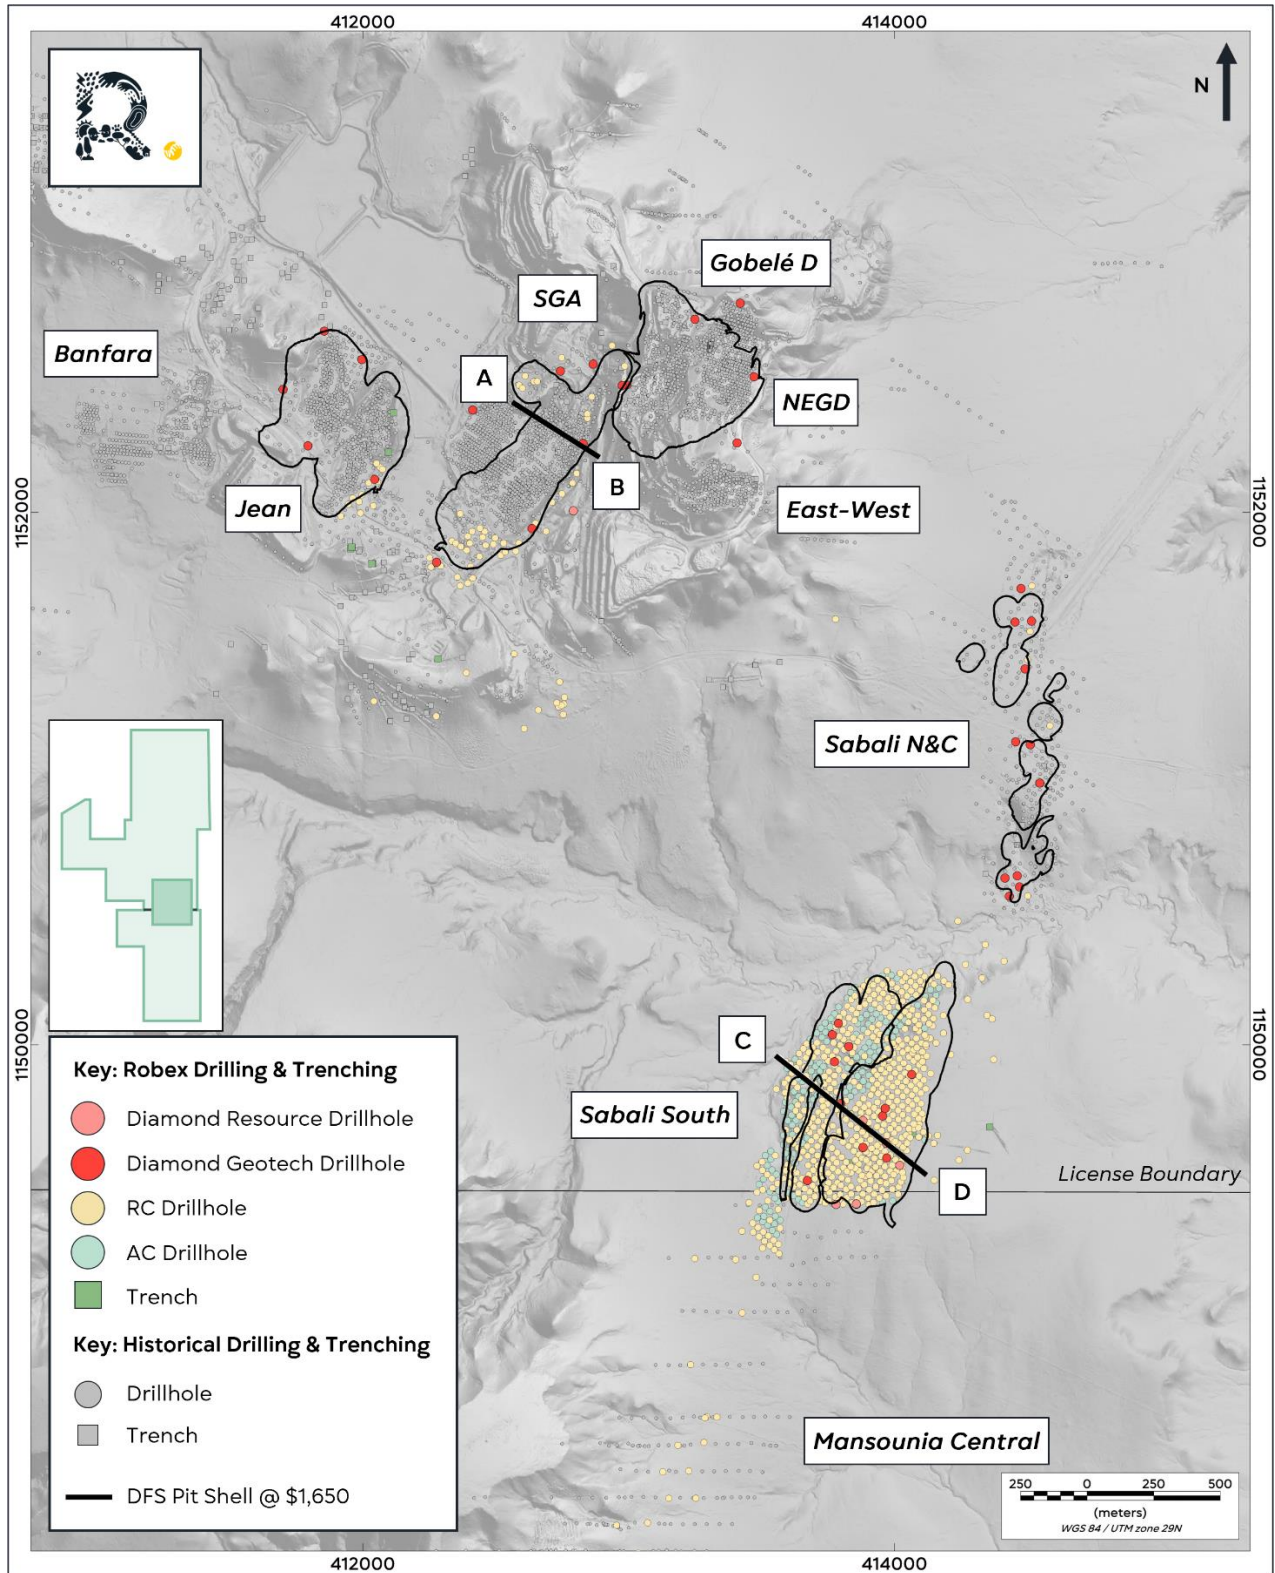 412000
414000
N
R.
Gobelé D
SGA
Banfara
A
NEGD
B
Jean
East-West
1152000
1152000
Sabali N&C
1150000
1150000
C
Sabali South
License Boundary
D
Key: Robex Drilling & Trenching
Diamond Resource Drillhole
Diamond Geotech Drillhole
RC Drillhole
AC Drillhole
Trench
Key: Historical Drilling & Trenching
Drillhole
Trench
DFS Pit Shell @ $1,650
Mansounia Central
250 0 250 500
(meters)
WGS 84 / UTM zone 29N
412000
414000